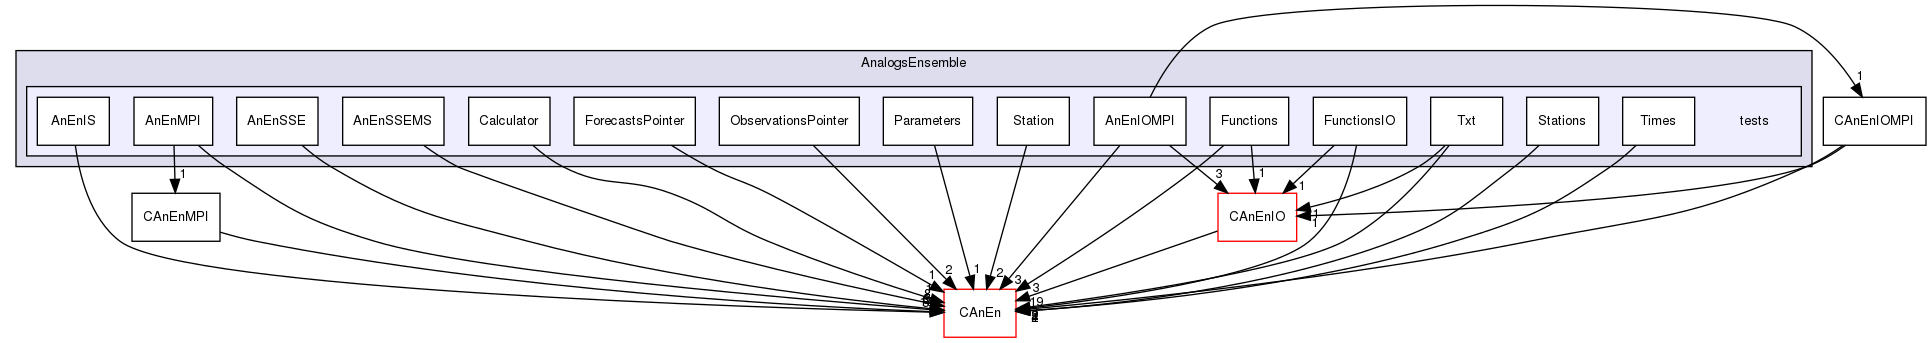 AnalogsEnsemble
1
AnEnIS
AnEnMPI
AnEnSSE
AnEnSSEMS
Calculator
ForecastsPointer
ObservationsPointer
Parameters
Station
AnEnIOMPI
Functions
FunctionsIO
Txt
Stations
Times
tests
CAnEnIOMPI
1
3
1
1
CAnEnMPI
CAnEnIO
1
1
2
1
2
3
3
19
CAnEn